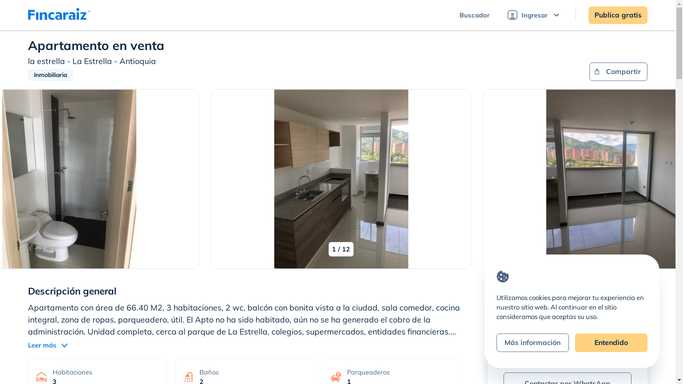 Fincaraiz
Buscador
Ingresar
Publica gratis
Apartamento en venta
la estrella - La Estrella - Antioquia
Inmobiliaria
Compartir
1 / 12
Descripción general
Apartamento con área de 66.40 M2, 3 habitaciones, 2 wc, balcón con bonita vista a la ciudad, sala comedor, cocina
integral, zona de ropas, parqueadero, útil. El Apto no ha sido habitado, aún no se ha generado el cobro de la
administración. Unidad completa, cerca al parque de La Estrella, colegios, supermercados, entidades financieras....
Leer más
Habitaciones
3
Baños
2
Parqueaderos
1
Utilizamos cookies para mejorar tu experiencia en
nuestro sitio web. Al continuar en el sitio
consideramos que aceptas su uso.
Más información
Entendido
Contactar por WhatsApp